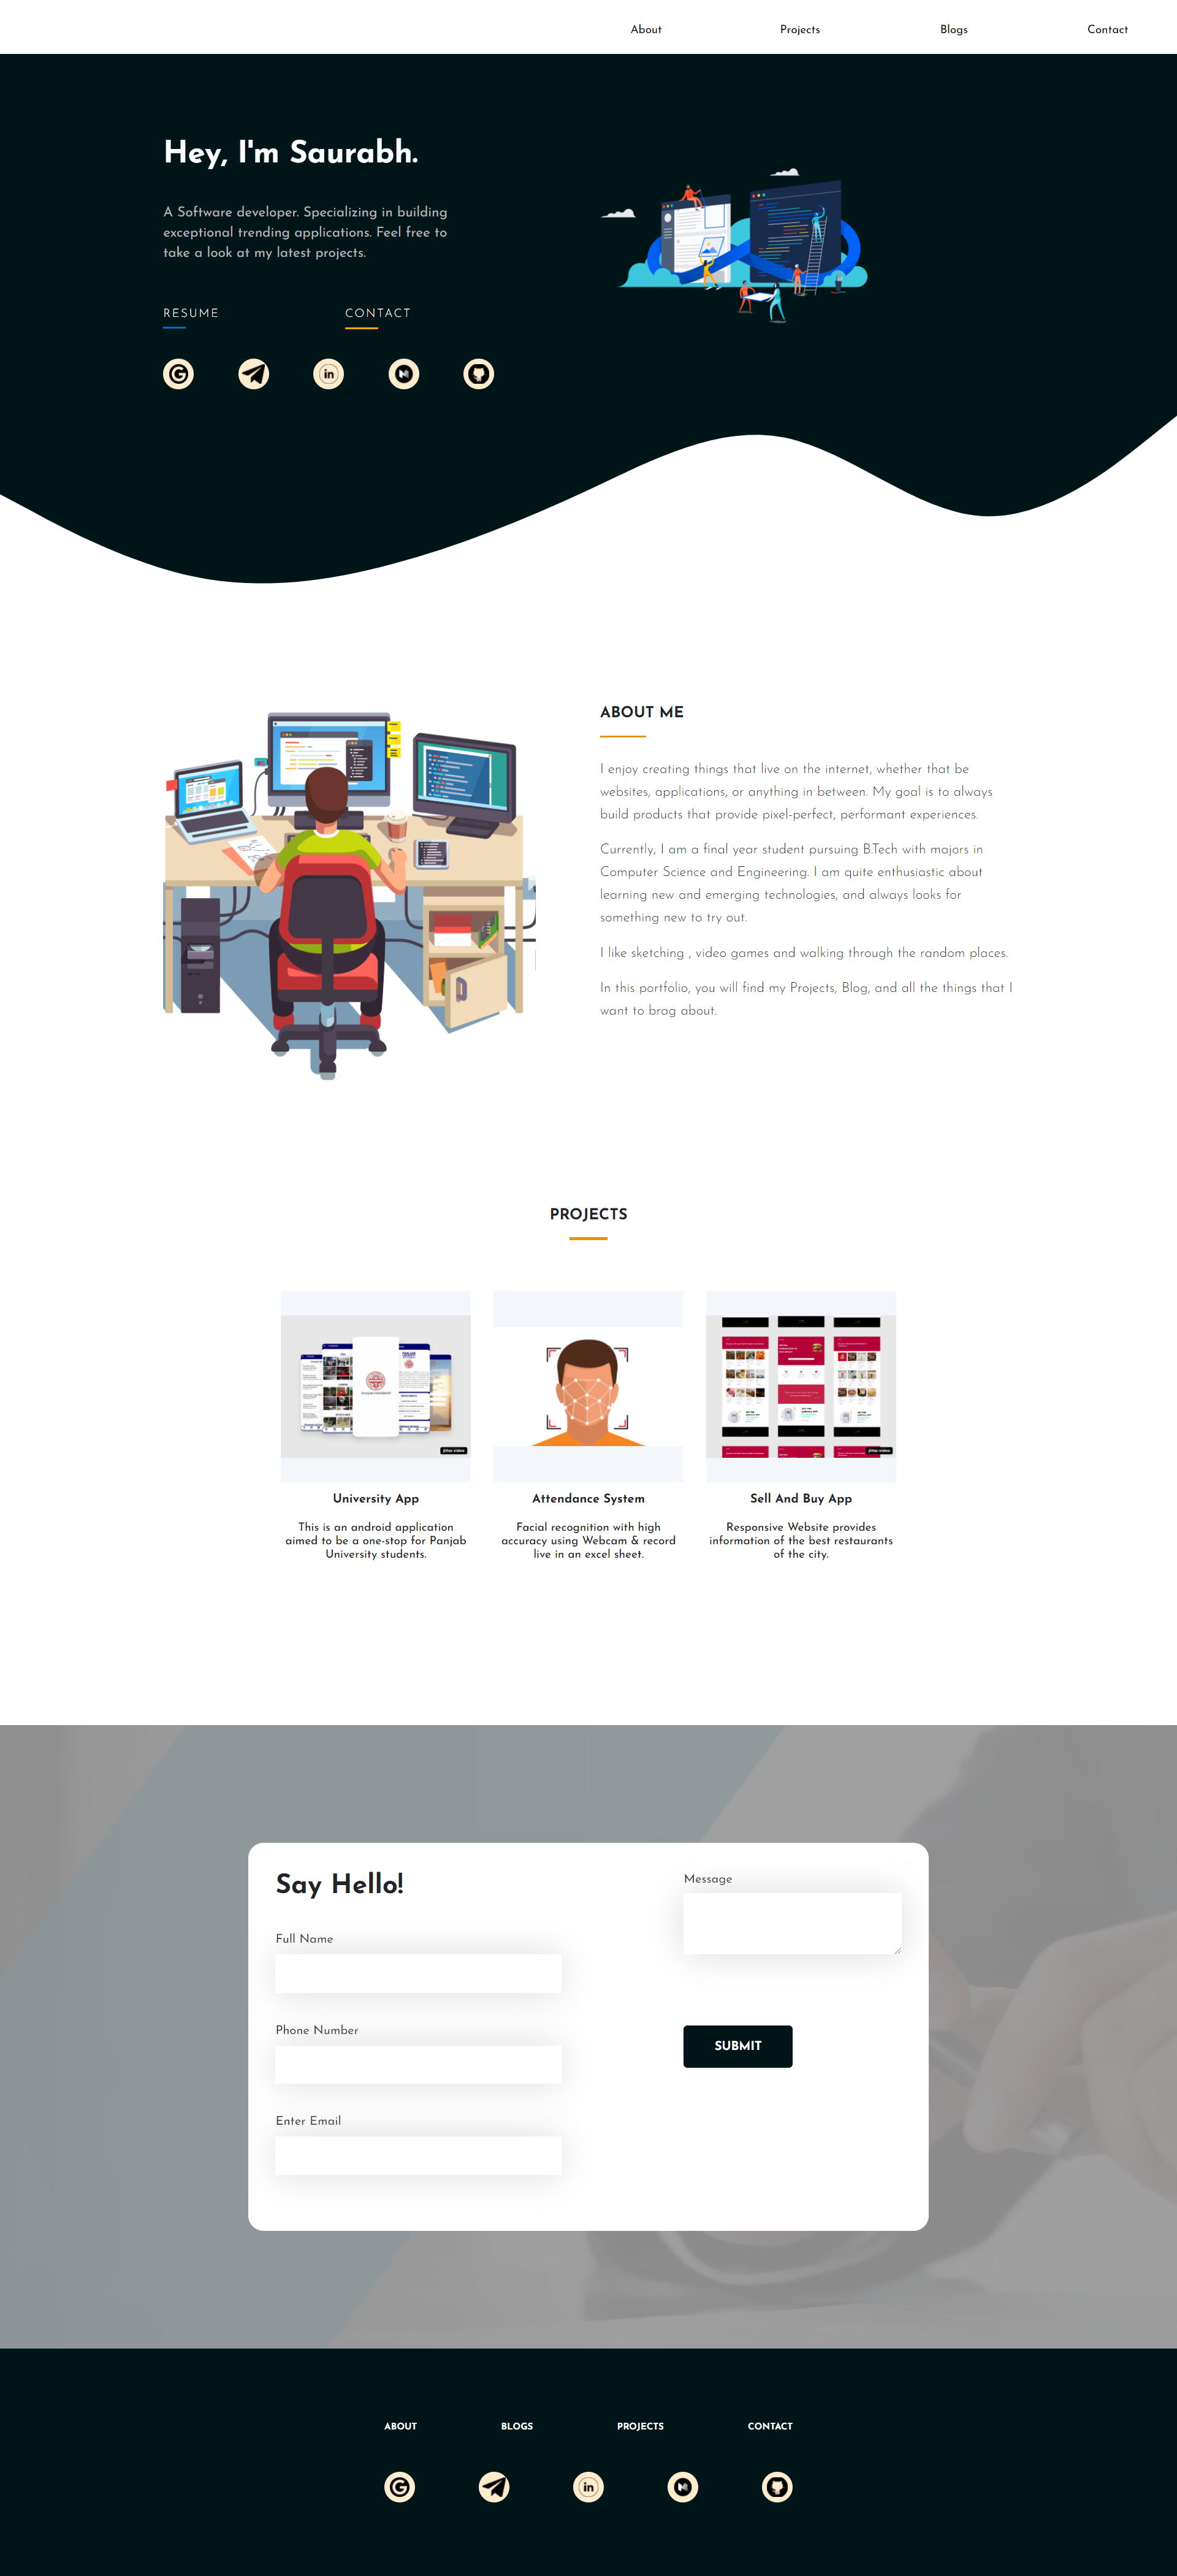 About
Projects
Blogs
Contact
Hey, I'm Saurabh.
A Software developer. Specializing in building
exceptional trending applications. Feel free to
take a look at my latest projects.
RESUME
CONTACT
G
in
ABOUT ME
I enjoy creating things that live on the internet, whether that be
websites, applications, or anything in between. My goal is to always
build products that provide pixel-perfect, performant experiences.
Currently, I am a final year student pursuing B.Tech with majors in
Computer Science and Engineering. I am quite enthusiastic about
learning new and emerging technologies, and always looks for
something new to try out.
I like sketching , video games and walking through the random places.
In this portfolio, you will find my Projects, Blog, and all the things that I
want to brag about.
PROJECTS
PANJAB UNIVERSITY
jitter.video
jitter.video
University App
Attendance System
Sell And Buy App
This is an android application
aimed to be a one-stop for Panjab
University students.
Facial recognition with high
accuracy using Webcam & record
live in an excel sheet.
Responsive Website provides
information of the best restaurants
of the city.
Say Hello!
Full Name
Phone Number
Enter Email
Message
SUBMIT
ABOUT
BLOGS
PROJECTS
CONTACT
G
in